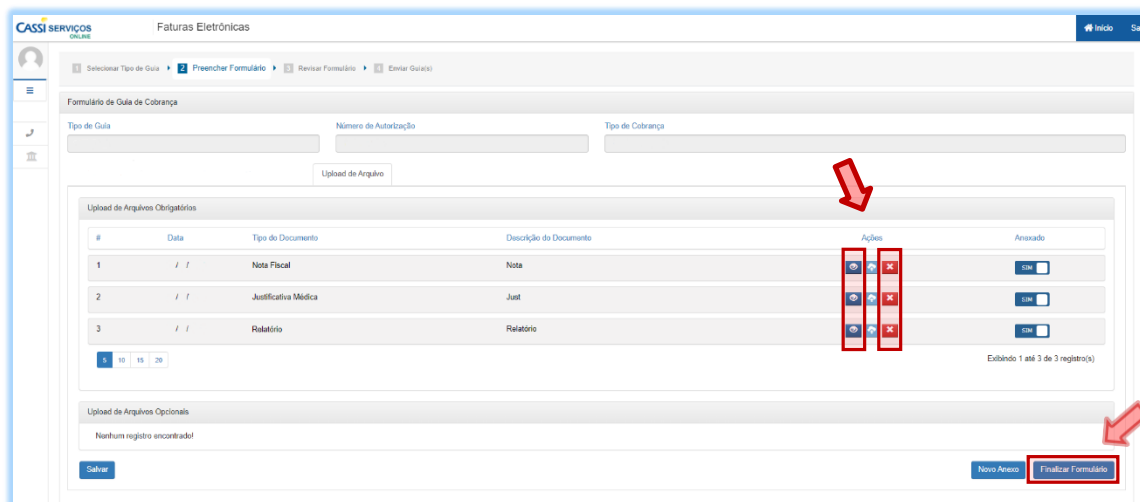 CASSI SERVIÇOS ONLINE Faturas Eletrônicas Início Sa
1 Selecionar Tipo de Guia 2 Preencher Formulário 3 Revisar Formulário 4 Enviar Guia(s)
Formulário de Guia de Cobrança
Tipo de Guia Número de Autorização Tipo de Cobrança
Upload de Arquivo
Upload de Arquivos Obrigatórios
# Data Tipo do Documento Descrição do Documento Ações Anexado
1 / / Nota Fiscal Nota SIM
2 / / Justificativa Médica Just SIM
3 / / Relatório Relatório SIM
5 10 15 20 Exibindo 1 até 3 de 3 registro(s)
Upload de Arquivos Opcionais
Nenhum registro encontrado!
Salvar Novo Anexo Finalizar Formulário